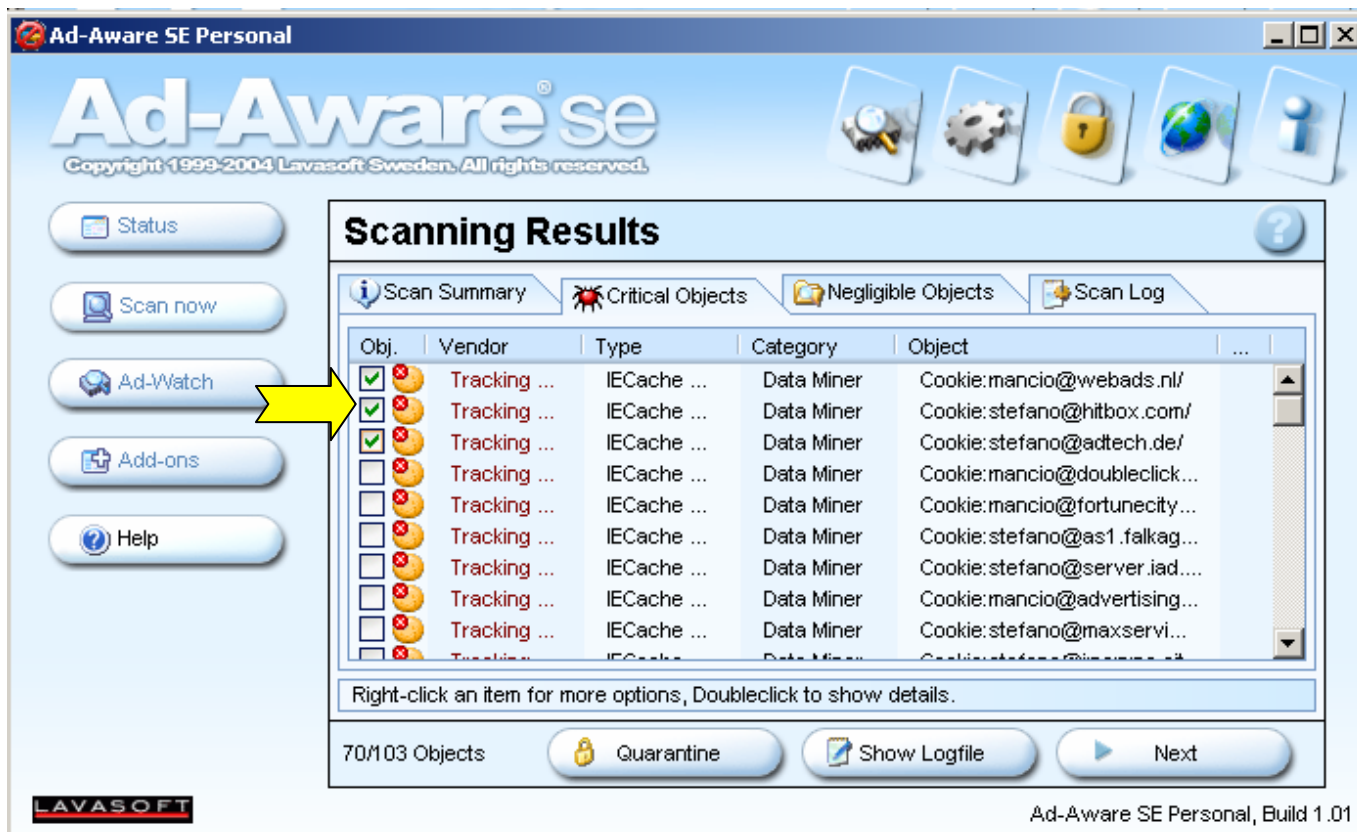 Ad-Aware SE Personal
Ad-Aware® se
Copyright 1999-2004 Lavasoft Sweden. All rights reserved.
Status
Scan now
Ad-Watch
Add-ons
Help
Scanning Results
Scan Summary
Critical Objects
Negligible Objects
Scan Log
Obj. Vendor Type Category Object ...
Tracking ... IECache ... Data Miner Cookie:mancio@webads.nl/
Tracking ... IECache ... Data Miner Cookie:stefano@hitbox.com/
Tracking ... IECache ... Data Miner Cookie:stefano@adtech.de/
Tracking ... IECache ... Data Miner Cookie:mancio@doubleclick...
Tracking ... IECache ... Data Miner Cookie:mancio@fortunecity...
Tracking ... IECache ... Data Miner Cookie:stefano@as1.falkag...
Tracking ... IECache ... Data Miner Cookie:stefano@server.iad....
Tracking ... IECache ... Data Miner Cookie:mancio@advertising...
Tracking ... IECache ... Data Miner Cookie:stefano@maxservi...
Tracking ... IECache ... Data Miner
Right-click an item for more options, Doubleclick to show details.
70/103 Objects
Quarantine
Show Logfile
Next
LAVASOFT
Ad-Aware SE Personal, Build 1.01